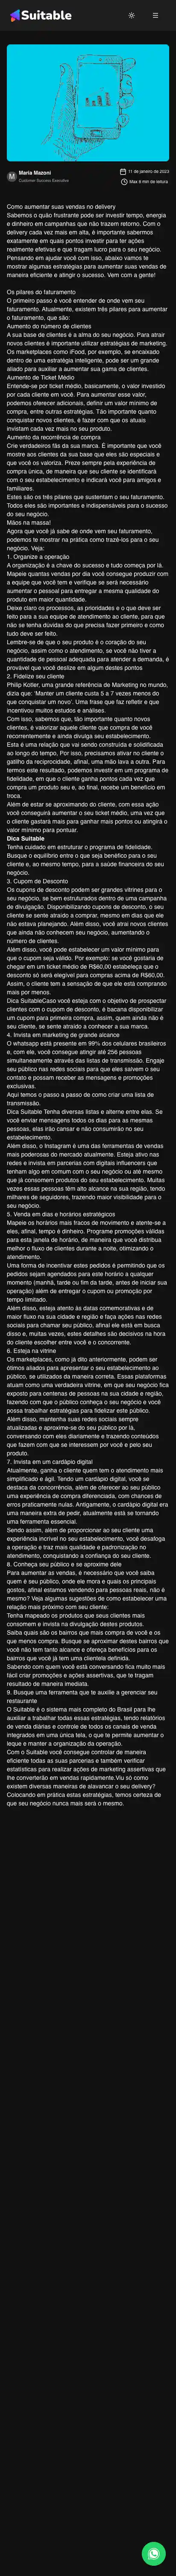 Suitable
Maria Mazoni
Customer Success Executive
11 de janeiro de 2023
Max 6 min de leitura
Como aumentar suas vendas no delivery
Sabemos o quão frustrante pode ser investir tempo, energia
e dinheiro em campanhas que não trazem retorno. Com o
delivery cada vez mais em alta, é importante sabermos
exatamente em quais pontos investir para ter ações
efetivas, e que tragam lucro para o seu negócio.
Pensando em ajudar você com isso, abaixo vamos te
mostrar algumas estratégias para aumentar suas vendas de
maneira eficiente e atingir o sucesso. Vem com a gente!
Os pilares do faturamento
O primeiro passo é você entender de onde vem seu
faturamento. Atualmente, existem três pilares para aumentar
o faturamento, que são:
Aumento do número de clientes
A sua base de clientes é a alma do seu negócio. Para atrair
novos clientes é importante utilizar estratégias de marketing.
Os marketplaces como iFood, por exemplo, se encaixado
dentro de uma estratégia inteligente, pode ser um grande
aliado para auxiliar a aumentar sua gama de clientes.
Aumento de Ticket Médio
Entenda-se por ticket médio, basicamente, o valor investido
por cada cliente em você. Para aumentar esse valor,
podemos oferecer adicionais, definir um valor mínimo de
compra, entre outras estratégias. Tão importante quanto
conquistar novos clientes, é fazer com que os atuais
invistam cada vez mais no seu produto.
Aumento da recorrência de compra
Crie verdadeiros fãs da sua marca. É importante que você
mostre aos clientes da sua base que eles são especiais e
que você os valoriza. Preze sempre pela experiência de
compra única, de maneira que seu cliente se identificará
com o seu estabelecimento e indicará você para amigos e
familiares.
Estes são os três pilares que sustentam o seu faturamento.
Todos eles são importantes e indispensáveis para o sucesso
do seu negócio.
Mãos na massa!
Agora que você já sabe de onde vem seu faturamento,
podemos te mostrar na prática como trazê-los para o seu
negócio. Veja:
1. Organize a operação
A organização é a chave do sucesso e tudo começa por lá.
Mapeie quantas vendas por dia você consegue produzir com
a equipe que você tem e verifique se será necessário
aumentar o pessoal para entregar a mesma qualidade do
produto em maior quantidade.
Deixe claro os processos, as prioridades e o que deve ser
feito para a sua equipe de atendimento ao cliente, para que
não se tenha dúvidas do que precisa fazer primeiro e como
tudo deve ser feito.
Lembre-se de que o seu produto é o coração do seu
negócio, assim como o atendimento, se você não tiver a
quantidade de pessoal adequada para atender a demanda, é
provável que você deslize em algum destes pontos
2. Fidelize seu cliente
Philip Kotler, uma grande referência de Marketing no mundo,
dizia que: 'Manter um cliente custa 5 a 7 vezes menos do
que conquistar um novo'. Uma frase que faz refletir e que
incentivou muitos estudos e análises.
Com isso, sabemos que, tão importante quanto novos
clientes, é valorizar aquele cliente que compra de você
recorrentemente e ainda divulga seu estabelecimento.
Esta é uma relação que vai sendo construída e solidificada
ao longo do tempo. Por isso, precisamos ativar no cliente o
gatilho da reciprocidade, afinal, uma mão lava a outra. Para
termos este resultado, podemos investir em um programa de
fidelidade, em que o cliente ganha pontos cada vez que
compra um produto seu e, ao final, recebe um benefício em
troca.
Além de estar se aproximando do cliente, com essa ação
você conseguirá aumentar o seu ticket médio, uma vez que
o cliente gastará mais para ganhar mais pontos ou atingirá o
valor mínimo para pontuar.
Dica Suitable
Tenha cuidado em estruturar o programa de fidelidade.
Busque o equilíbrio entre o que seja benéfico para o seu
cliente e, ao mesmo tempo, para a saúde financeira do seu
negócio.
3. Cupom de Desconto
Os cupons de desconto podem ser grandes vitrines para o
seu negócio, se bem estruturados dentro de uma campanha
de divulgação. Disponibilizando cupons de desconto, o seu
cliente se sente atraído a comprar, mesmo em dias que ele
não estava planejando. Além disso, você atrai novos clientes
que ainda não conhecem seu negócio, aumentando o
número de clientes.
Além disso, você pode estabelecer um valor mínimo para
que o cupom seja válido. Por exemplo: se você gostaria de
chegar em um ticket médio de R$60,00 estabeleça que o
desconto só será elegível para compras acima de R$60,00.
Assim, o cliente tem a sensação de que ele está comprando
mais por menos.
Dica SuitableCaso você esteja com o objetivo de prospectar
clientes com o cupom de desconto, é bacana disponibilizar
um cupom para primeira compra, assim, quem ainda não é
seu cliente, se sente atraído a conhecer a sua marca.
4. Invista em marketing de grande alcance
O whatsapp está presente em 99% dos celulares brasileiros
e, com ele, você consegue atingir até 256 pessoas
simultaneamente através das listas de transmissão. Engaje
seu público nas redes sociais para que eles salvem o seu
contato e possam receber as mensagens e promoções
exclusivas.
Aqui temos o passo a passo de como criar uma lista de
transmissão.
Dica Suitable Tenha diversas listas e alterne entre elas. Se
você enviar mensagens todos os dias para as mesmas
pessoas, elas irão cansar e não consumirão no seu
estabelecimento.
Além disso, o Instagram é uma das ferramentas de vendas
mais poderosas do mercado atualmente. Esteja ativo nas
redes e invista em parcerias com digitais influencers que
tenham algo em comum com o seu negócio ou até mesmo
que já consomem produtos do seu estabelecimento. Muitas
vezes essas pessoas têm alto alcance na sua região, tendo
milhares de seguidores, trazendo maior visibilidade para o
seu negócio.
5. Venda em dias e horários estratégicos
Mapeie os horários mais fracos de movimento e atente-se a
eles, afinal, tempo é dinheiro. Programe promoções válidas
para esta janela de horário, de maneira que você distribua
melhor o fluxo de clientes durante a noite, otimizando o
atendimento.
Uma forma de incentivar estes pedidos é permitindo que os
pedidos sejam agendados para este horário a qualquer
momento (manhã, tarde ou fim da tarde, antes de iniciar sua
operação) além de entregar o cupom ou promoção por
tempo limitado.
Além disso, esteja atento às datas comemorativas e de
maior fluxo na sua cidade e região e faça ações nas redes
sociais para chamar seu público, afinal ele está em busca
disso e, muitas vezes, estes detalhes são decisivos na hora
do cliente escolher entre você e o concorrente.
6. Esteja na vitrine
Os marketplaces, como já dito anteriormente, podem ser
ótimos aliados para seu estabelecimento e aproximação do
público, se utilizados da maneira correta. Essas plataformas
atuam como uma verdadeira vitrine, em que seu negócio fica
exposto para centenas de pessoas da sua cidade e região,
fazendo com que o público conheça o seu negócio e você
possa trabalhar estratégias para fidelizar este público.
Além disso, mantenha suas redes sociais sempre
atualizadas e aproxime-se do seu público por lá,
conversando com eles diariamente e trazendo conteúdos
que fazem com que se interessem por você e pelo seu
produto.
7. Invista em um cardápio digital
Atualmente, ganha o cliente quem tem o atendimento mais
simplificado e ágil. Tendo um cardápio digital, você se
destaca da concorrência, além de oferecer ao seu público
uma experiência de compra diferenciada, com chances de
erros praticamente nulas. Antigamente, o cardápio digital era
uma maneira extra de pedir, atualmente está se tornando
uma ferramenta essencial.
Sendo assim, além de proporcionar ao seu cliente uma
experiência incrível no seu estabelecimento, você desafoga
a operação e traz mais qualidade e padronização no
atendimento, conquistando a confiança do seu cliente.
8. Conheça seu público e se aproxime dele
Para aumentar as vendas, é necessário que você saiba
quem é o seu público, onde ele mora e quais os principais
gostos, afinal estamos vendendo para pessoas reais, não é
mesmo? Veja algumas sugestões de como estabelecer uma
relação mais próximo com seu cliente:
Tenha mapeado os produtos que seus clientes mais
consomem e invista na divulgação destes produtos.
Saiba quais são os bairros que mais compra de você e os
que menos compra. Busque se aproximar destes bairros que
você não tem tanto alcance e ofereça benefícios para os
bairros que você já tem uma clientela definida.
Sabendo com quem você está conversando fica muito mais
fácil criar promoções e ações assertivas, que te tragam
resultado de maneira imediata.
9. Busque uma ferramenta que te auxilie a gerenciar seu
restaurante
O Suitable é o sistema mais completo do Brasil para lhe
auxiliar a trabalhar todas essas estratégias, tendo relatórios
de venda diárias e controle de todos os canais de venda
integrados em uma única tela, o que te permite aumentar o
leque e manter a organização da operação.
Com o Suitable você consegue controlar de maneira
eficiente todas as suas parcerias e também verificar
estatísticas para realizar ações de marketing assertivas que
lhe converterão em vendas rapidamente.Viu só como
existem diversas maneiras de alavancar o seu delivery?
Colocando em prática estas estratégias, temos certeza de
que seu negócio nunca mais será o mesmo.